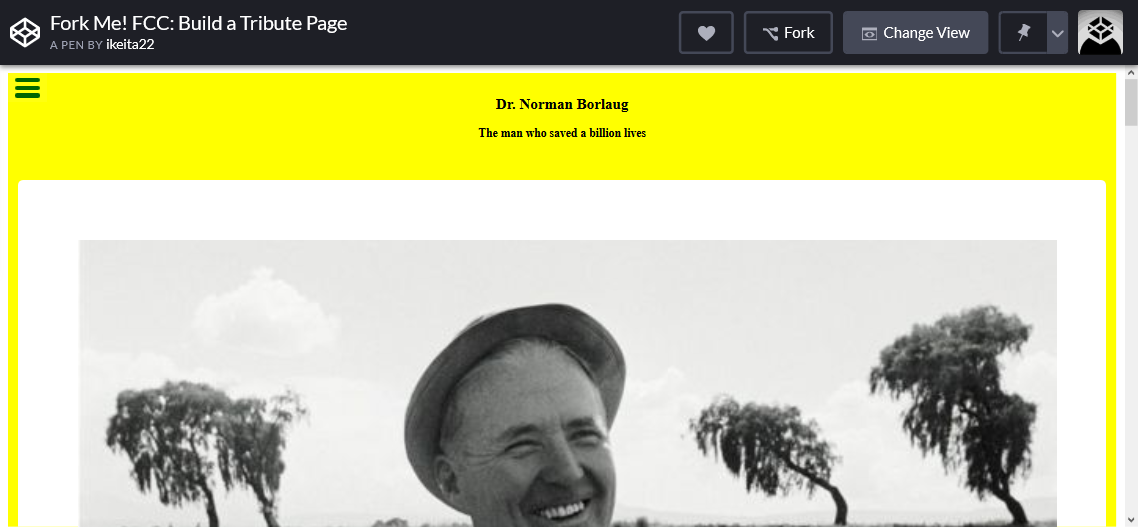 Fork Me! FCC: Build a Tribute Page
A PEN BY ikeita22
Fork
Change View
Dr. Norman Borlaug
The man who saved a billion lives